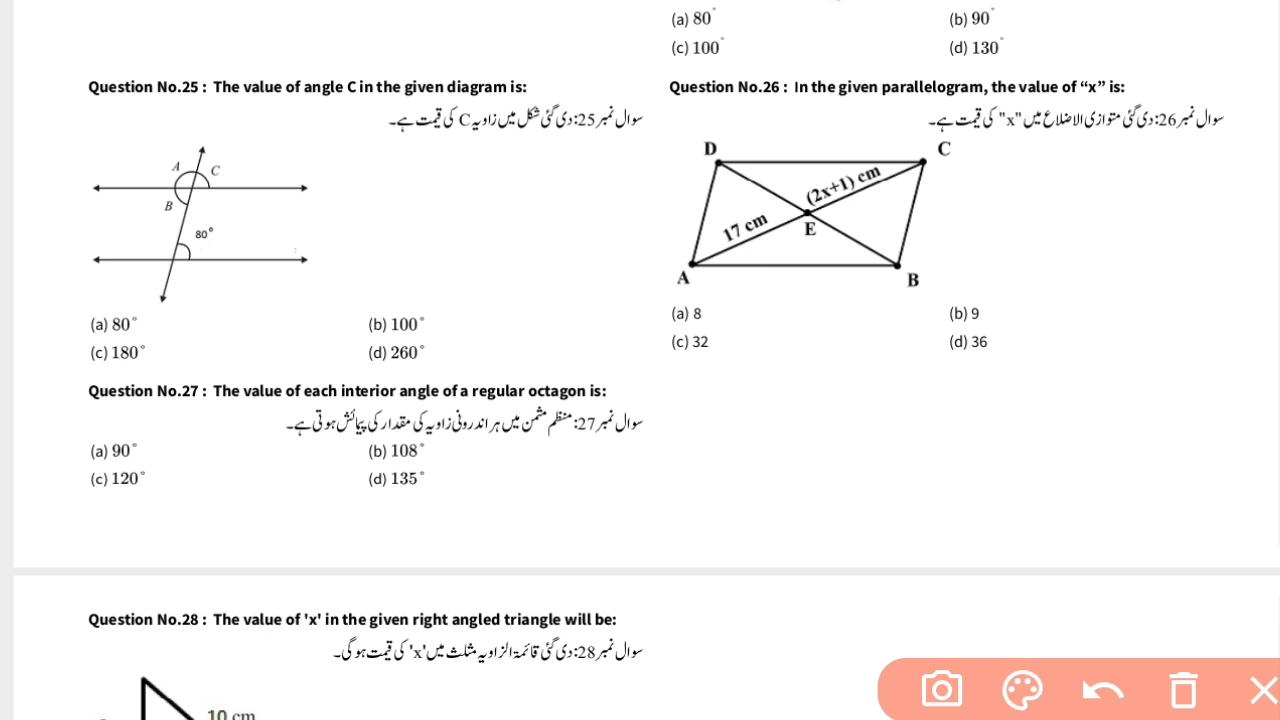 (a) 80° (b) 90°
(c) 100° (d) 130°
Question No.25 : The value of angle C in the given diagram is:
سوال نمبر25:دی گئی شکل میں زاویہ C کی قیمت ہے۔
A
C
B
80°
(a) 80° (b) 100°
(c) 180° (d) 260°
Question No.26 : In the given parallelogram, the value of “x” is:
سوال نمبر26:دی گئی متوازی الاضلاع میں "x" کی قیمت ہے۔
D
C
(2x+1) cm
17 cm
E
A
B
(a) 8 (b) 9
(c) 32 (d) 36
Question No.27 : The value of each interior angle of a regular octagon is:
سوال نمبر27: منظم مثمن میں ہر اندرونی زاویہ کی مقدار کی پیمائش ہوتی ہے۔
(a) 90° (b) 108°
(c) 120° (d) 135°
Question No.28 : The value of 'x' in the given right angled triangle will be:
سوال نمبر28:دی گئی قائمۃ الزاویہ مثلث میں 'x' کی قیمت ہو گی۔
10 cm